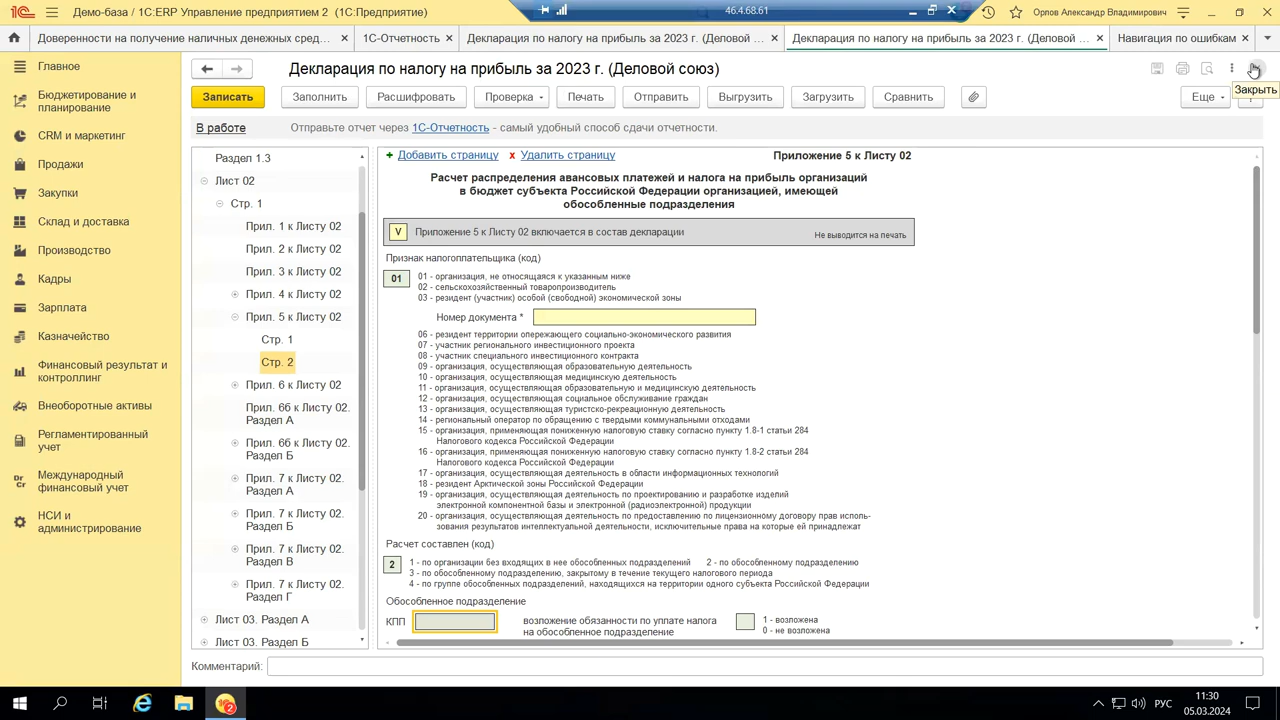 Демо-база / 1С:ERP Управление предприятием 2 (1С:Предприятие)
46.4.68.61
Орлов Александр Владимирович
Доверенности на получение наличных денежных сред...
1С-Отчетность
Декларация по налогу на прибыль за 2023 г. (Деловой ...
Декларация по налогу на прибыль за 2023 г. (Деловой союз) ...
Навигация по ошибкам
Главное
Бюджетирование и
планирование
CRM и маркетинг
Продажи
Закупки
Склад и доставка
Производство
Кадры
Зарплата
Казначейство
Финансовый результат и
контроллинг
Внеоборотные активы
Регламентированный
учет
Международный
финансовый учет
НСИ и
администрирование
Декларация по налогу на прибыль за 2023 г. (Деловой союз)
Закрыть
Записать
Заполнить
Расшифровать
Проверка
Печать
Отправить
Выгрузить
Загрузить
Сравнить
Еще
В работе
Отправьте отчет через 1С-Отчетность - самый удобный способ сдачи отчетности.
Раздел 1.3
Лист 02
Стр. 1
Прил. 1 к Листу 02
Прил. 2 к Листу 02
Прил. 3 к Листу 02
Прил. 4 к Листу 02
Прил. 5 к Листу 02
Стр. 1
Стр. 2
Прил. 6 к Листу 02
Прил. 6б к Листу 02.
Раздел А
Прил. 6б к Листу 02.
Раздел Б
Прил. 7 к Листу 02.
Раздел А
Прил. 7 к Листу 02.
Раздел Б
Прил. 7 к Листу 02.
Раздел В
Прил. 7 к Листу 02.
Раздел Г
Лист 03. Раздел А
Лист 03. Раздел Б
+ Добавить страницу x Удалить страницу
Приложение 5 к Листу 02
Расчет распределения авансовых платежей и налога на прибыль организаций
в бюджет субъекта Российской Федерации организацией, имеющей
обособленные подразделения
V Приложение 5 к Листу 02 включается в состав декларации Не выводится на печать
Признак налогоплательщика (код)
01
01 - организация, не относящаяся к указанным ниже
02 - сельскохозяйственный товаропроизводитель
03 - резидент (участник) особой (свободной) экономической зоны
Номер документа *
06 - резидент территории опережающего социально-экономического развития
07 - участник регионального инвестиционного проекта
08 - участник специального инвестиционного контракта
09 - организация, осуществляющая образовательную деятельность
10 - организация, осуществляющая медицинскую деятельность
11 - организация, осуществляющая образовательную и медицинскую деятельность
12 - организация, осуществляющая социальное обслуживание граждан
13 - организация, осуществляющая туристско-рекреационную деятельность
14 - региональный оператор по обращению с твердыми коммунальными отходами
15 - организация, применяющая пониженную налоговую ставку согласно пункту 1.8-1 статьи 284
Налогового кодекса Российской Федерации
16 - организация, применяющая пониженную налоговую ставку согласно пункту 1.8-2 статьи 284
Налогового кодекса Российской Федерации
17 - организация, осуществляющая деятельность в области информационных технологий
18 - резидент Арктической зоны Российской Федерации
19 - организация, осуществляющая деятельность по проектированию и разработке изделий
электронной компонентной базы и электронной (радиоэлектронной) продукции
20 - организация, осуществляющая деятельность по предоставлению по лицензионному договору прав исполь-
зования результатов интеллектуальной деятельности, исключительные права на которые ей принадлежат
Расчет составлен (код)
2
1 - по организации без входящих в нее обособленных подразделений 2 - по обособленному подразделению
3 - по обособленному подразделению, закрытому в течение текущего налогового периода
4 - по группе обособленных подразделений, находящихся на территории одного субъекта Российской Федерации
Обособленное подразделение
КПП
возложение обязанности по уплате налога
на обособленное подразделение
1 - возложена
0 - не возложена
Комментарий:
2
РУС
11:30
05.03.2024